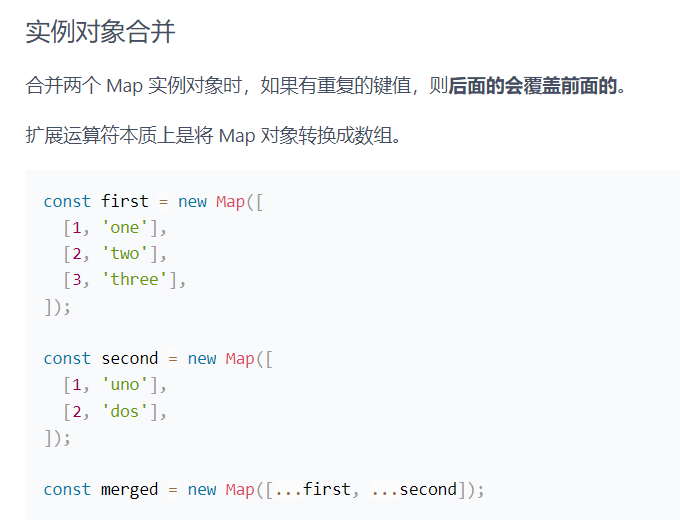 实例对象合并
合并两个 Map 实例对象时，如果有重复的键值，则后面的会覆盖前面的。
扩展运算符本质上是将 Map 对象转换成数组。
const first = new Map([
  [1, 'one'],
  [2, 'two'],
  [3, 'three'],
]);
const second = new Map([
  [1, 'uno'],
  [2, 'dos'],
]);
const merged = new Map([...first, ...second]);